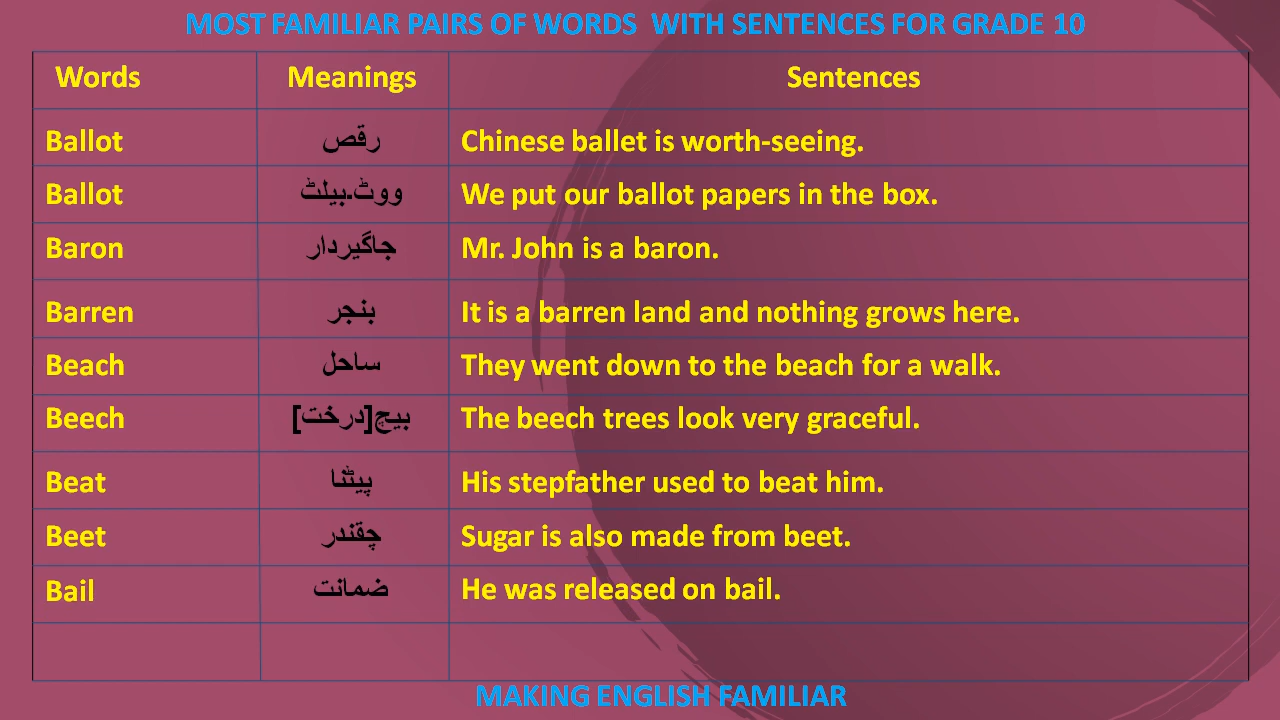 MOST FAMILIAR PAIRS OF WORDS WITH SENTENCES FOR GRADE 10
Words Meanings Sentences
Ballot رقص Chinese ballet is worth-seeing.
Ballot ووٹ۔بیلٹ We put our ballot papers in the box.
Baron جاگیردار Mr. John is a baron.
Barren بنجر It is a barren land and nothing grows here.
Beach ساحل They went down to the beach for a walk.
Beech بیچ[درخت] The beech trees look very graceful.
Beat پیٹنا His stepfather used to beat him.
Beet چقندر Sugar is also made from beet.
Bail ضمانت He was released on bail.
MAKING ENGLISH FAMILIAR